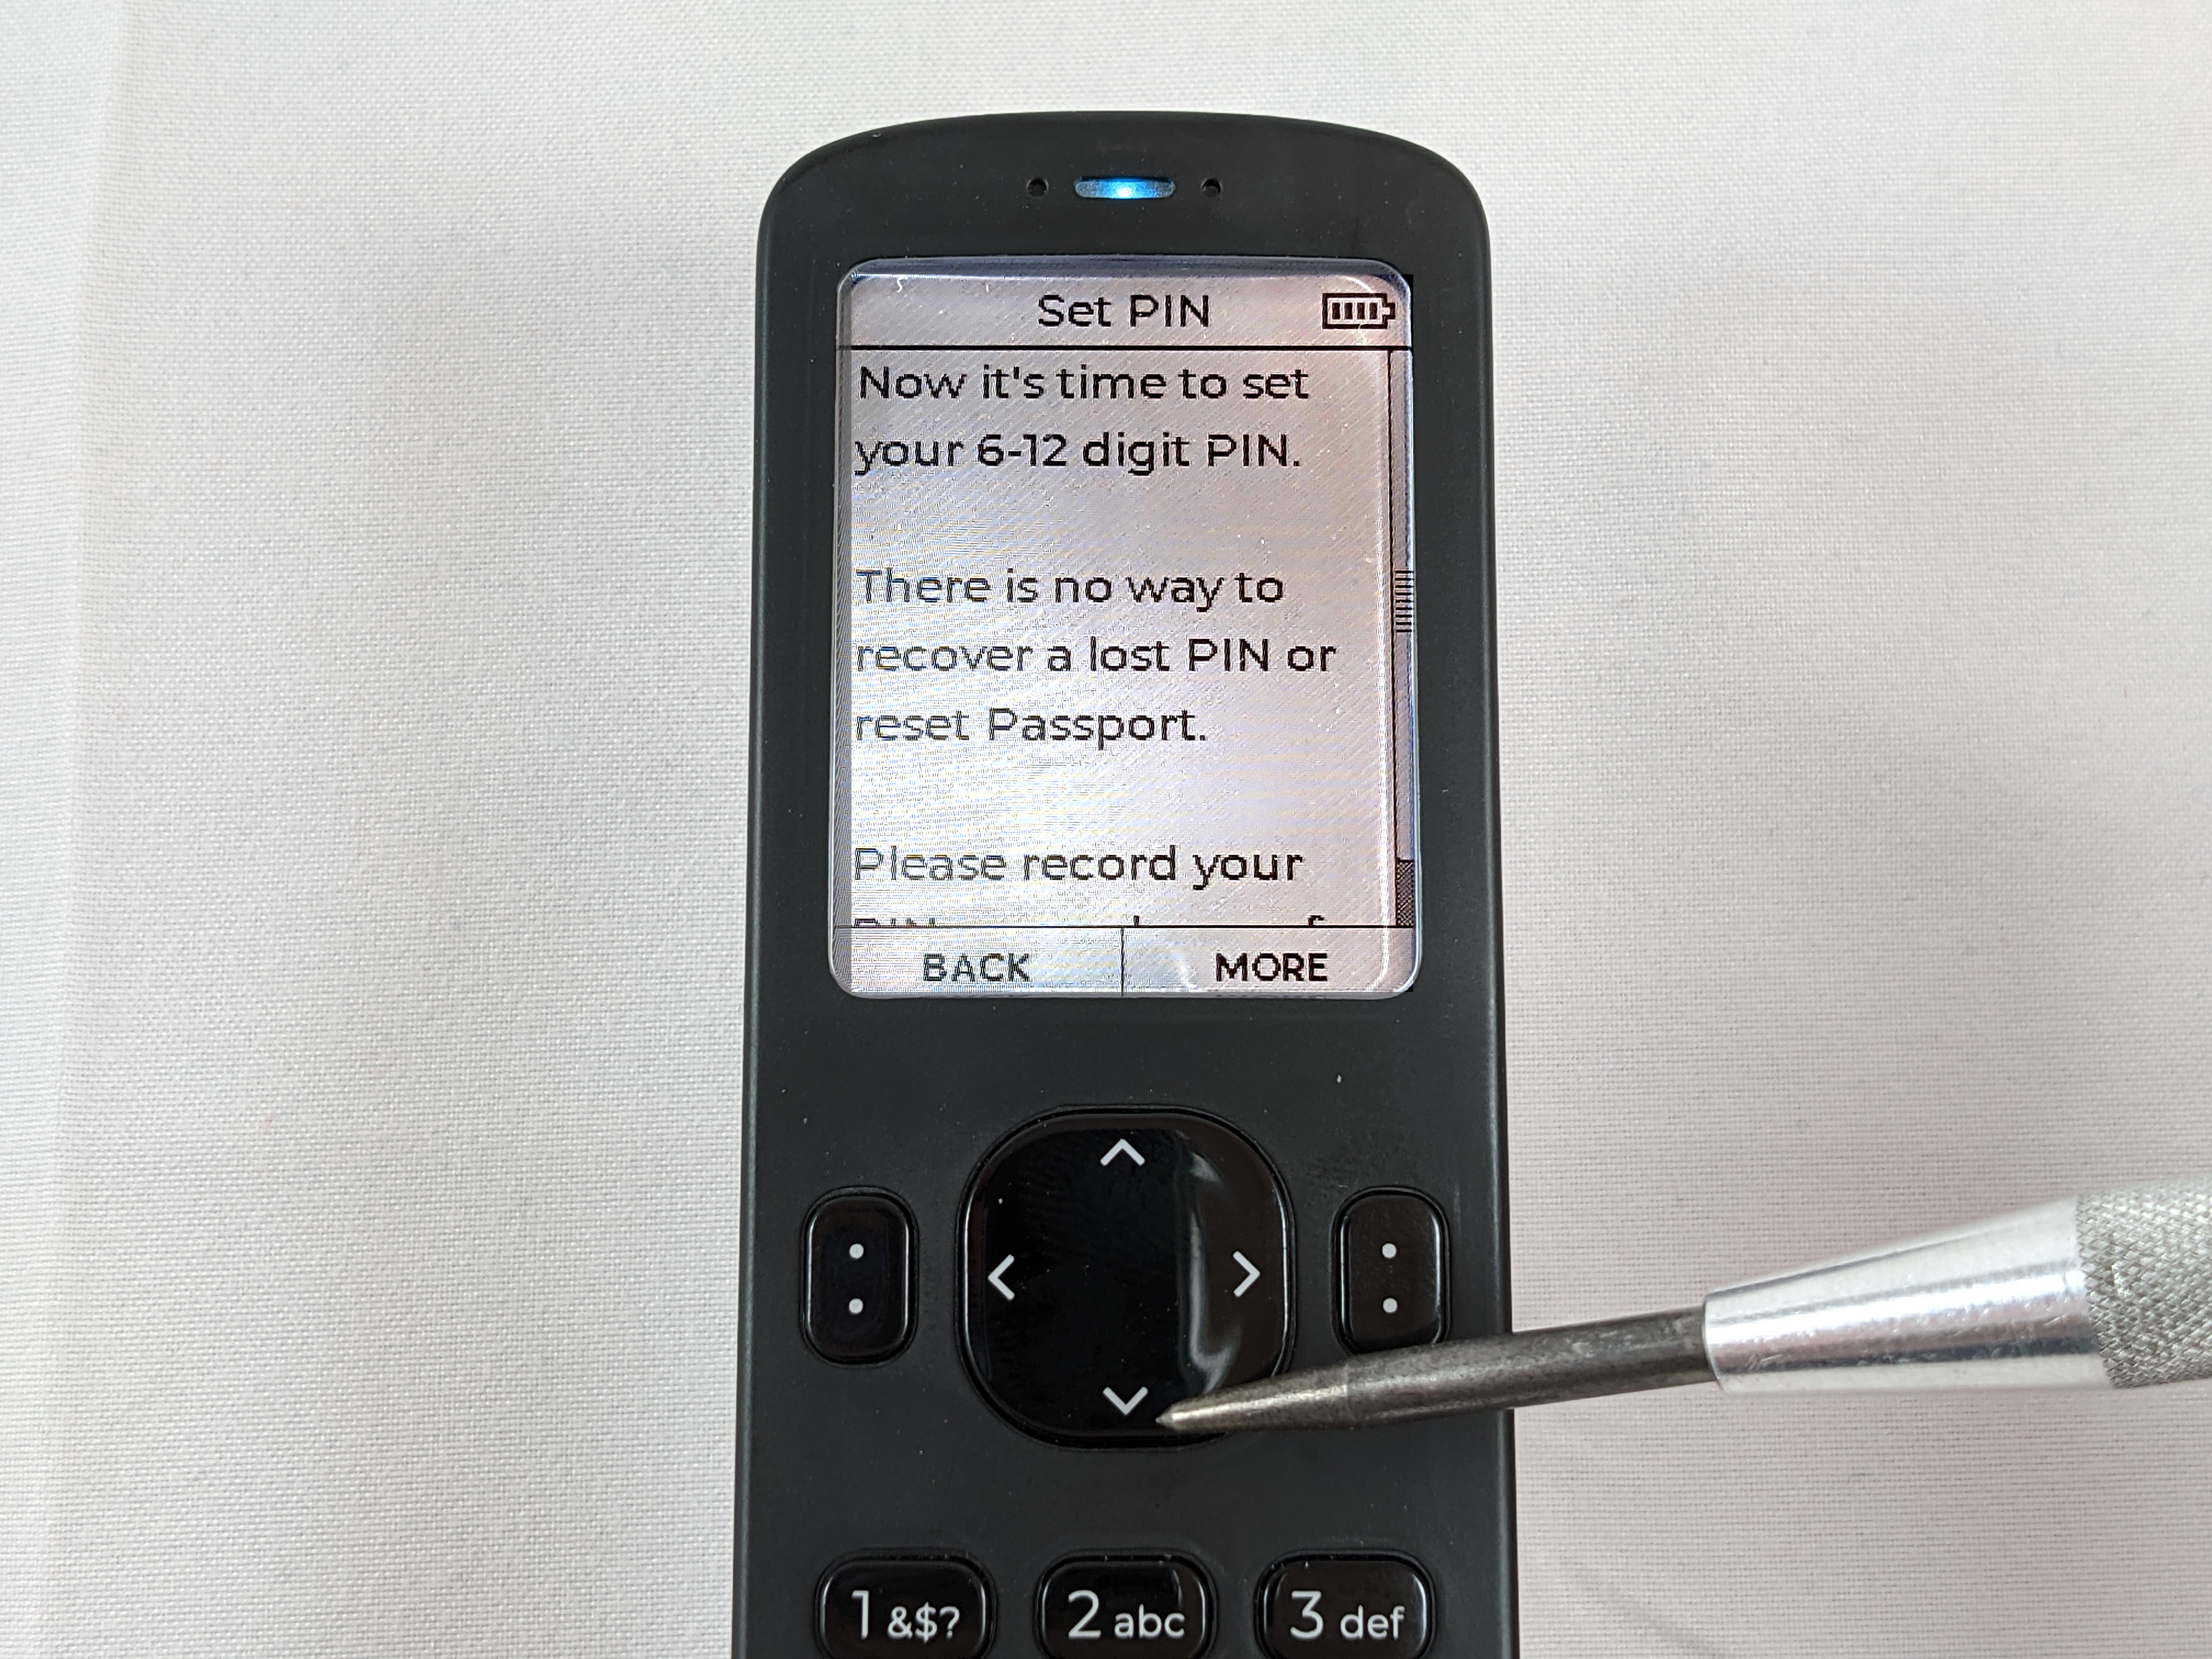 Set PIN
Now it's time to set
your 6-12 digit PIN.
There is no way to
recover a lost PIN or
reset Passport.
Please record your
BACK
MORE
1 &$?
2 abc
3 def